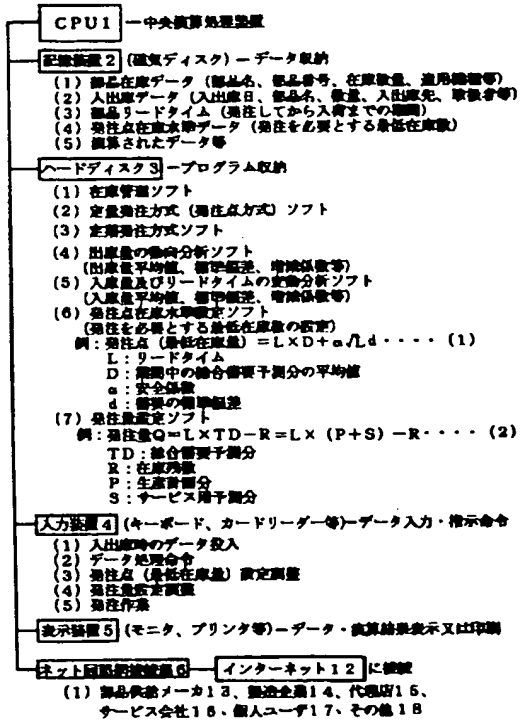 CPU1 ー中央演算処理装置
記憶装置2 (磁気ディスク) ーデータ収納
(1) 部品在庫データ (部品名、部品番号、在庫数量、適用機種等)
(2) 入出庫データ (入出庫日、部品名、数量、入出庫先、取扱者等)
(3) 部品リードタイム (発注してから入荷までの期間)
(4) 発注点在庫水準データ (発注を必要とする最低在庫数)
(5) 演算されたデータ等
ハードディスク3 ープログラム収納
(1) 在庫管理ソフト
(2) 定量発注方式 (発注点方式) ソフト
(3) 定期発注方式ソフト
(4) 出庫量の動向分析ソフト
(出庫量平均値、標準偏差、増減係数等)
(5) 入庫量及びリードタイムの変動分析ソフト
(入庫量平均値、標準偏差、増減係数等)
(6) 発注点在庫水準設定ソフト
(発注を必要とする最低在庫数の設定)
例:発注点 (最低在庫量) =L×D+α√Ld・・・・ (1)
L:リードタイム
D:期間中の総合需要予測分の平均値
α:安全係数
d:需要の標準偏差
(7) 発注量設定ソフト
例:発注量Q=L×TD-R=L× (P+S) -R・・・・ (2)
TD:総合需要予測分
R:在庫残数
P:生産計画分
S:サービス用予測分
入力装置4 (キーボード、カードリーダー等)ーデータ入力・指示命令
(1) 入出庫時のデータ投入
(2) データ処理命令
(3) 発注点 (最低在庫量) 設定調整
(4) 発注量設定調整
(5) 発注作業
表示装置5 (モニタ、プリンタ等) ーデータ・演算結果表示又は印刷
ネット回路網接続器6 インターネット12 に接続
(1) 部品供給メーカ13、製造企業14、代理店15、
サービス会社16、個人ユーザ17、その他18